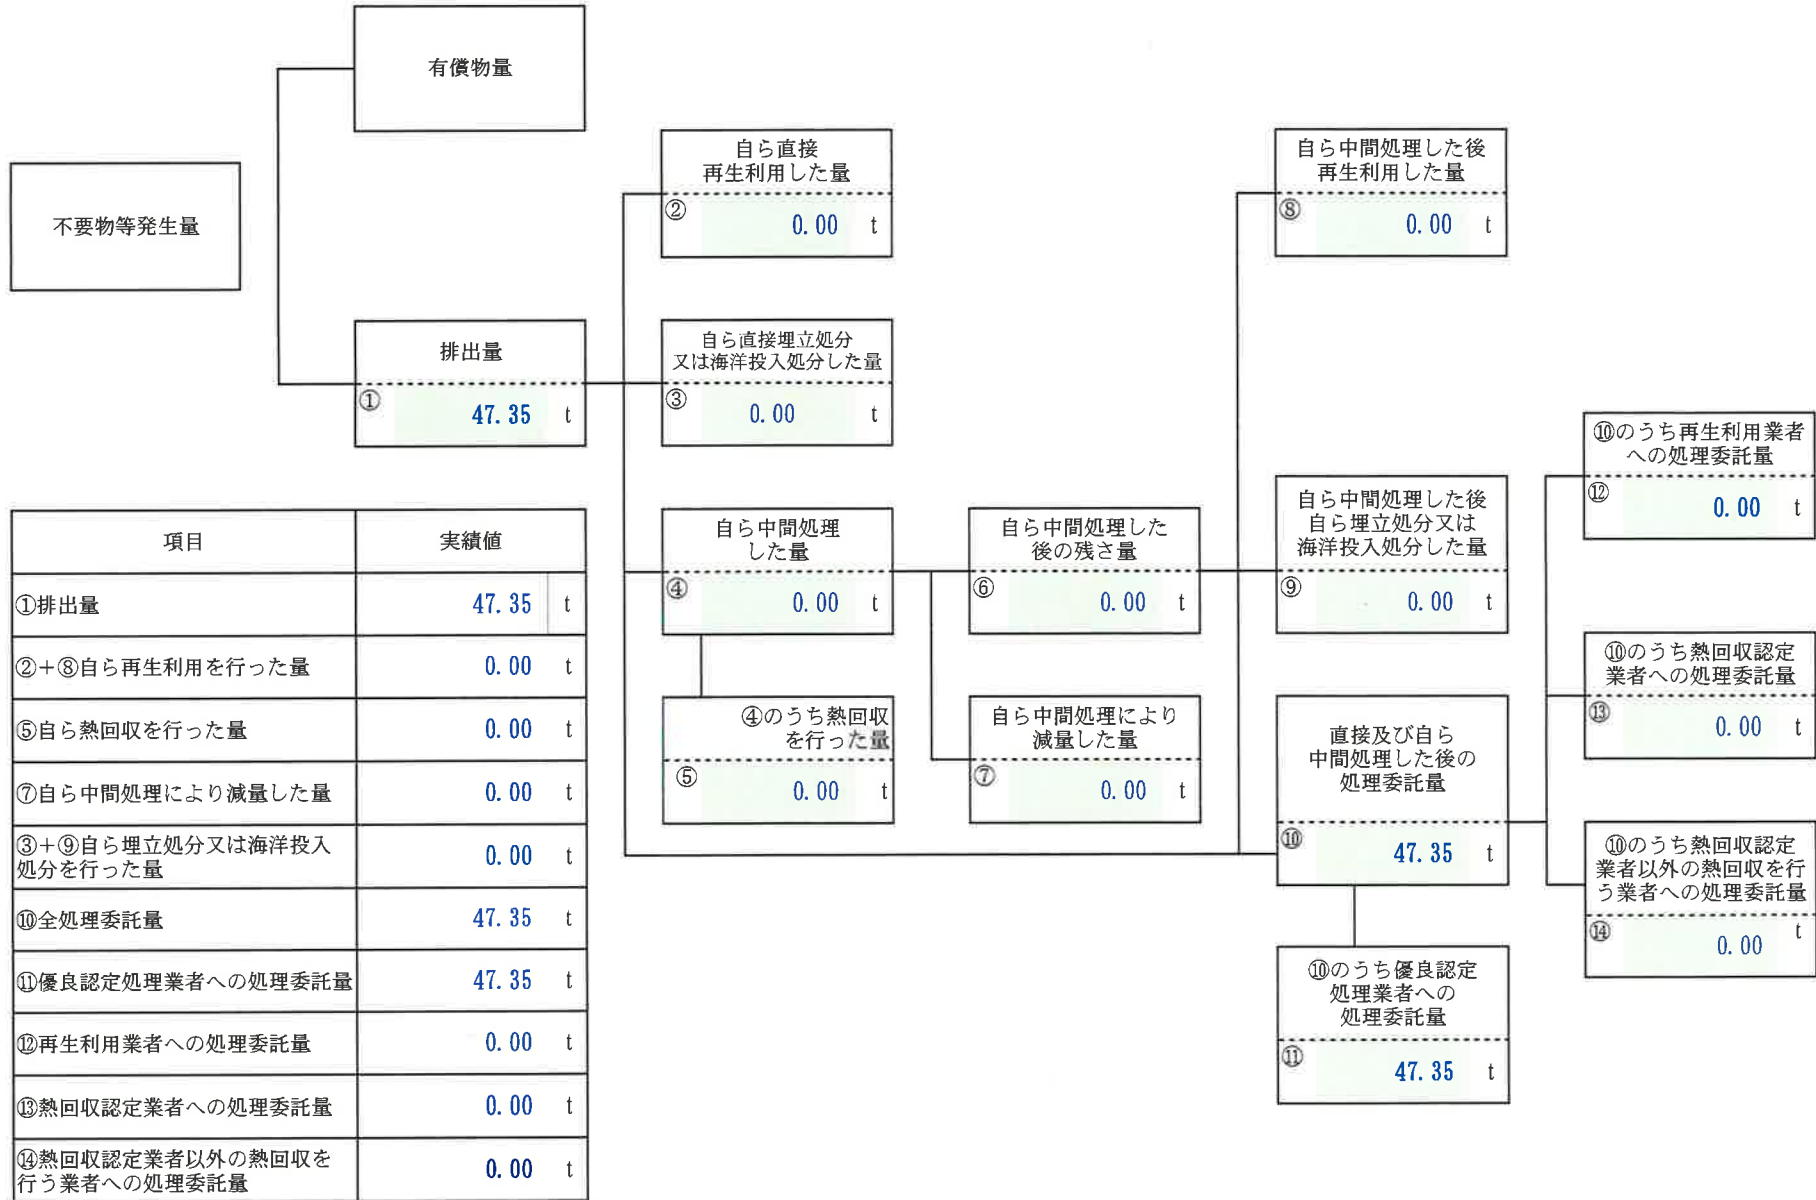 有償物量
不要物等発生量
排出量
① 47.35 t
自ら直接
再生利用した量
② 0.00 t
自ら直接埋立処分
又は海洋投入処分した量
③ 0.00 t
自ら中間処理
した量
④ 0.00 t
④のうち熱回収
を行った量
⑤ 0.00 t
自ら中間処理した
後の残さ量
⑥ 0.00 t
自ら中間処理により
減量した量
⑦ 0.00 t
自ら中間処理した後
再生利用した量
⑧ 0.00 t
自ら中間処理した後
自ら埋立処分又は
海洋投入処分した量
⑨ 0.00 t
直接及び自ら
中間処理した後の
処理委託量
⑩ 47.35 t
⑩のうち優良認定
処理業者への
処理委託量
⑪ 47.35 t
⑩のうち再生利用業者
への処理委託量
⑫ 0.00 t
⑩のうち熱回収認定
業者への処理委託量
⑬ 0.00 t
⑩のうち熱回収認定
業者以外の熱回収を行
う業者への処理委託量
⑭ 0.00 t
項目 実績値
①排出量 47.35 t
②+⑧自ら再生利用を行った量 0.00 t
⑤自ら熱回収を行った量 0.00 t
⑦自ら中間処理により減量した量 0.00 t
③+⑨自ら埋立処分又は海洋投入
処分を行った量 0.00 t
⑩全処理委託量 47.35 t
⑪優良認定処理業者への処理委託量 47.35 t
⑫再生利用業者への処理委託量 0.00 t
⑬熱回収認定業者への処理委託量 0.00 t
⑭熱回収認定業者以外の熱回収を
行う業者への処理委託量 0.00 t